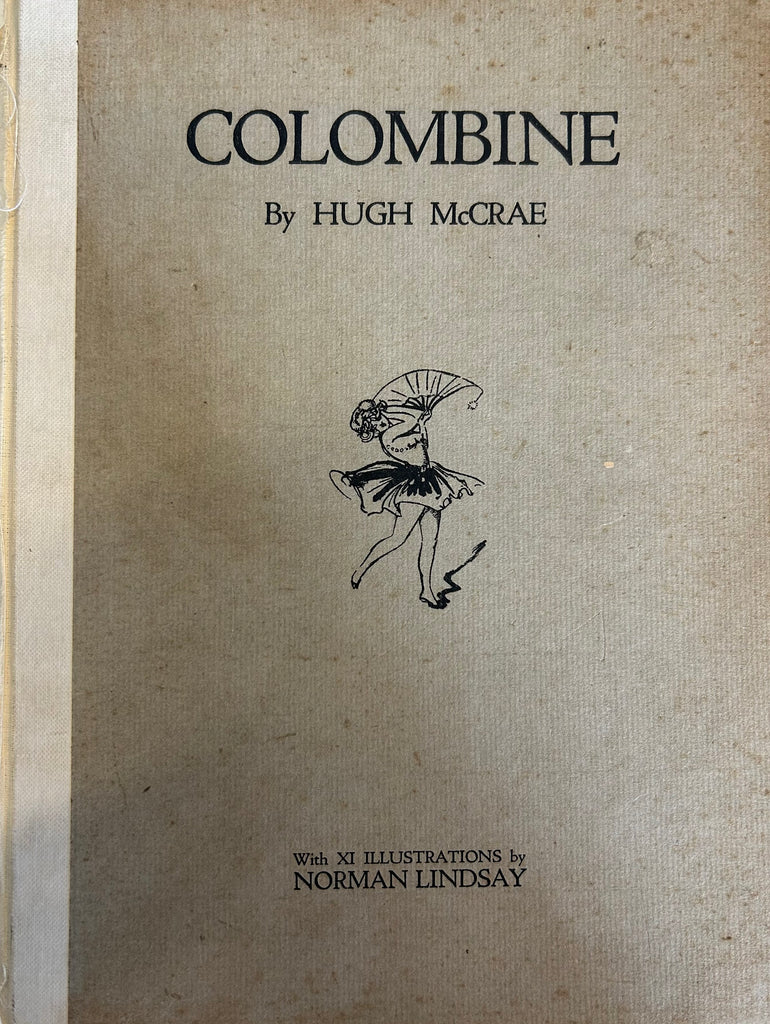 COLOMBINE
By HUGH McCRAE
With XI ILLUSTRATIONS by
NORMAN LINDSAY